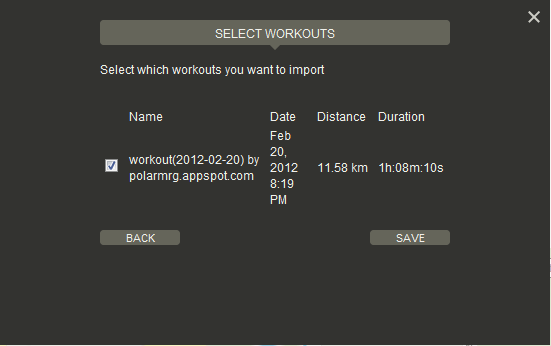 SELECT WORKOUTS
Select which workouts you want to import
Name Date Distance Duration
workout(2012-02-20) by
polarmrg.appspot.com
Feb
20,
2012
8:19
PM
11.58 km
1h:08m:10s
BACK SAVE